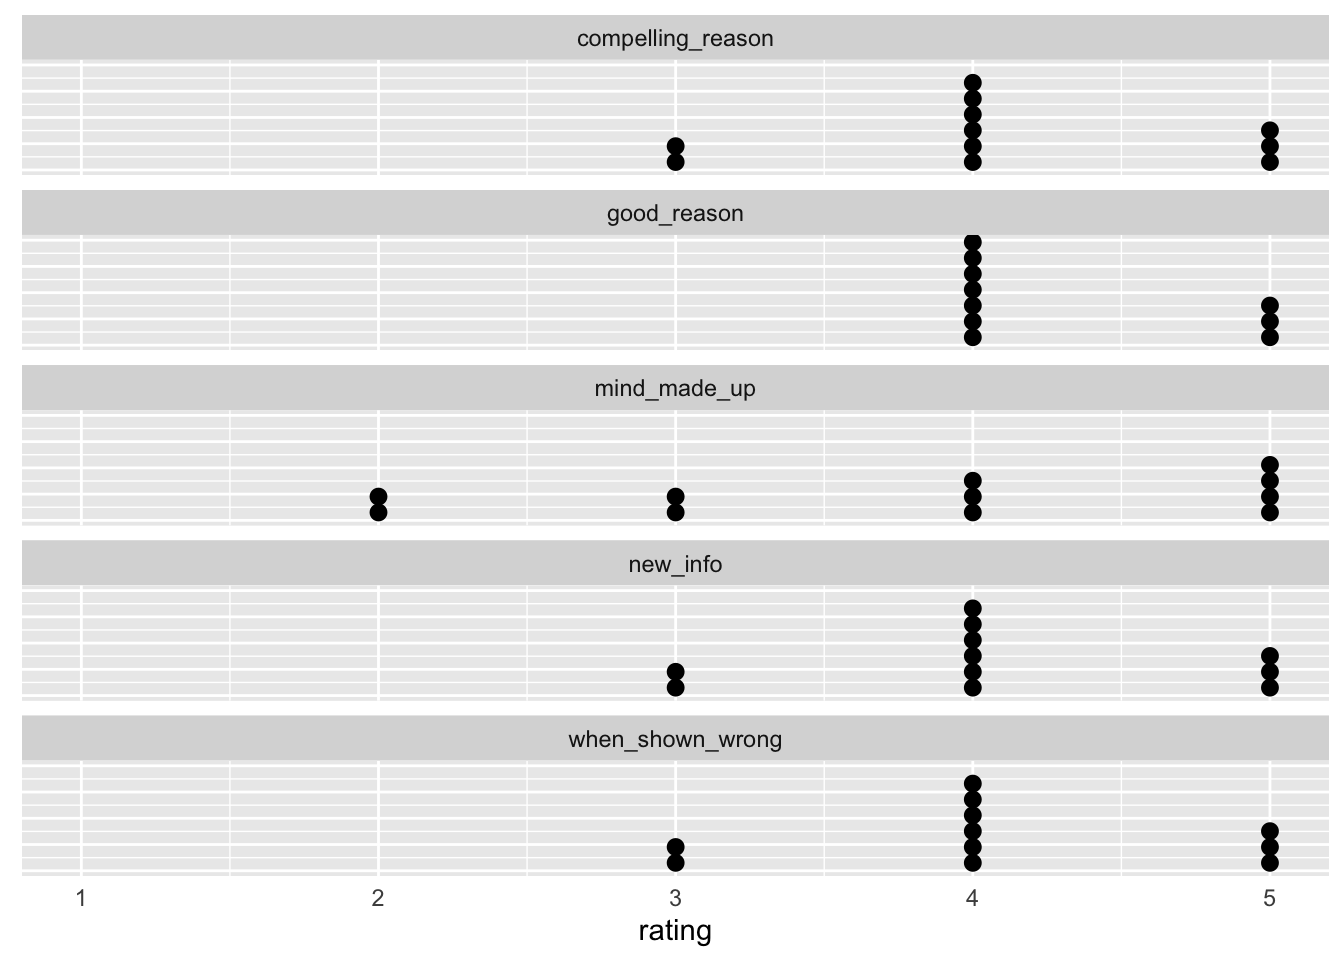 compelling_reason
good_reason
mind_made_up
new_info
when_shown_wrong
1 2 3 4 5
rating